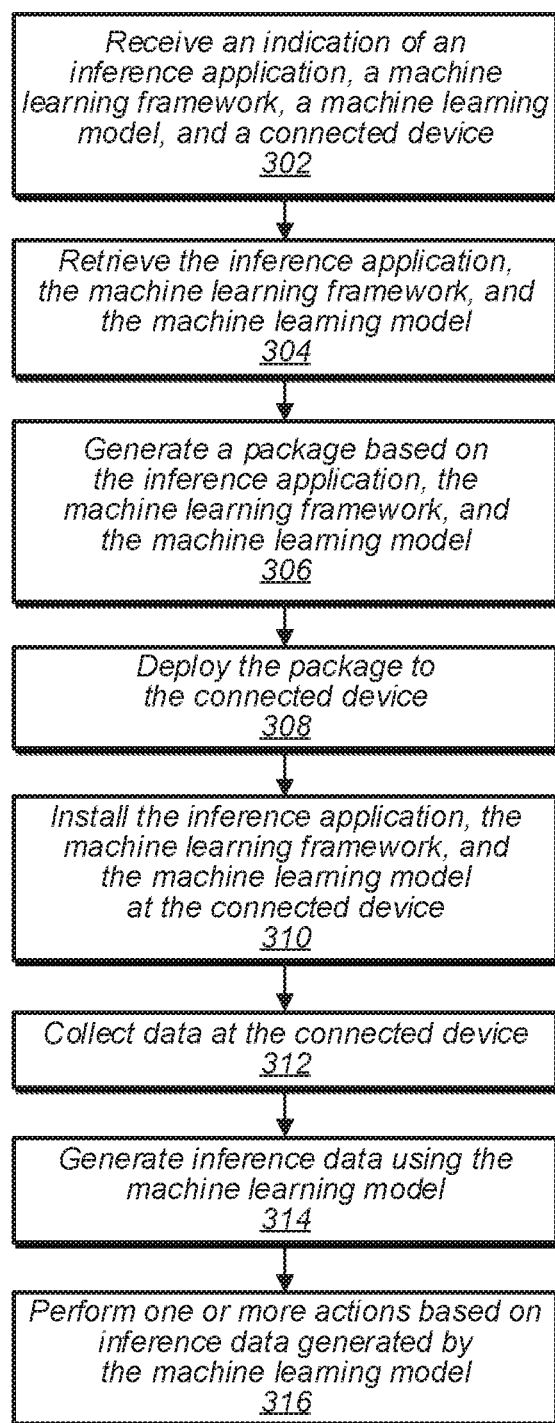 Receive an indication of an
inference application, a machine
learning framework, a machine learning
model, and a connected device
302
Retrieve the inference application,
the machine learning framework, and
the machine learning model
304
Generate a package based on
the inference application, the
machine learning framework, and
the machine learning model
306
Deploy the package to
the connected device
308
Install the inference application, the
machine learning framework, and
the machine learning model
at the connected device
310
Collect data at the connected device
312
Generate inference data using the
machine learning model
314
Perform one or more actions based on
inference data generated by
the machine learning model
316